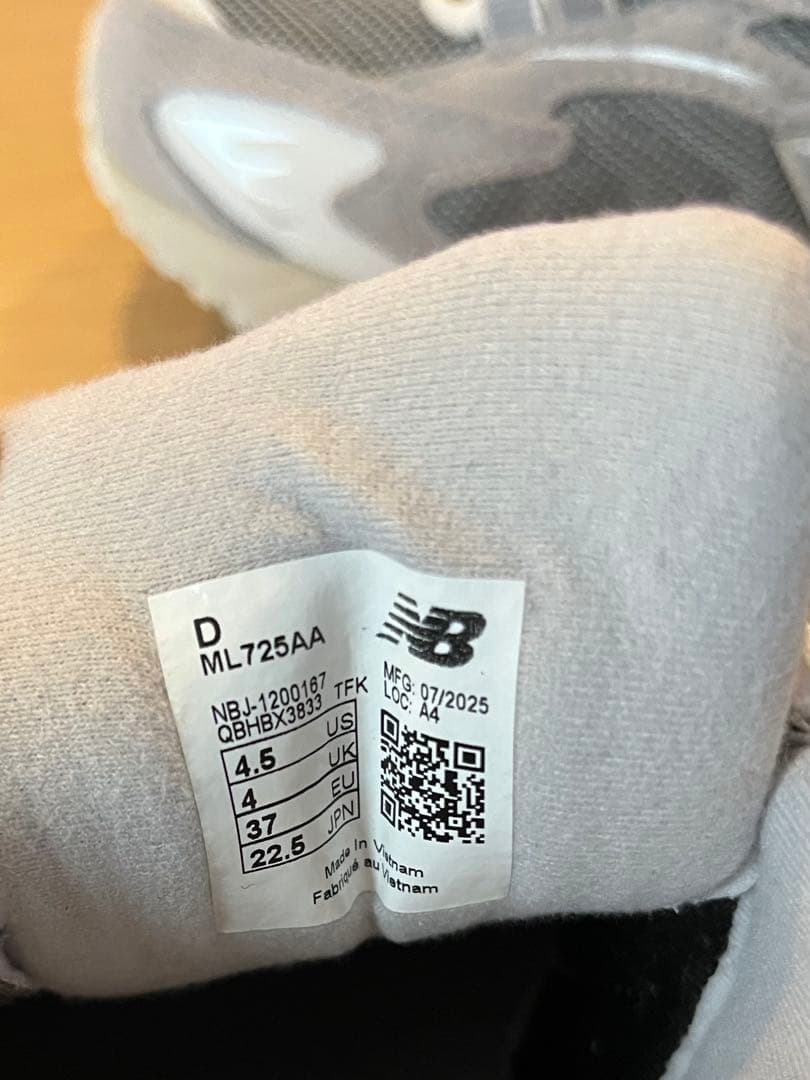 D
ML725AA
NBJ-1200167
QBHBX3833 TFK
4.5 US
4 UK
37 EU
22.5 JPN
NB
MFG: 07/2025
LOC: A4
Made In Vietnam
Fabriqué au Vietnam